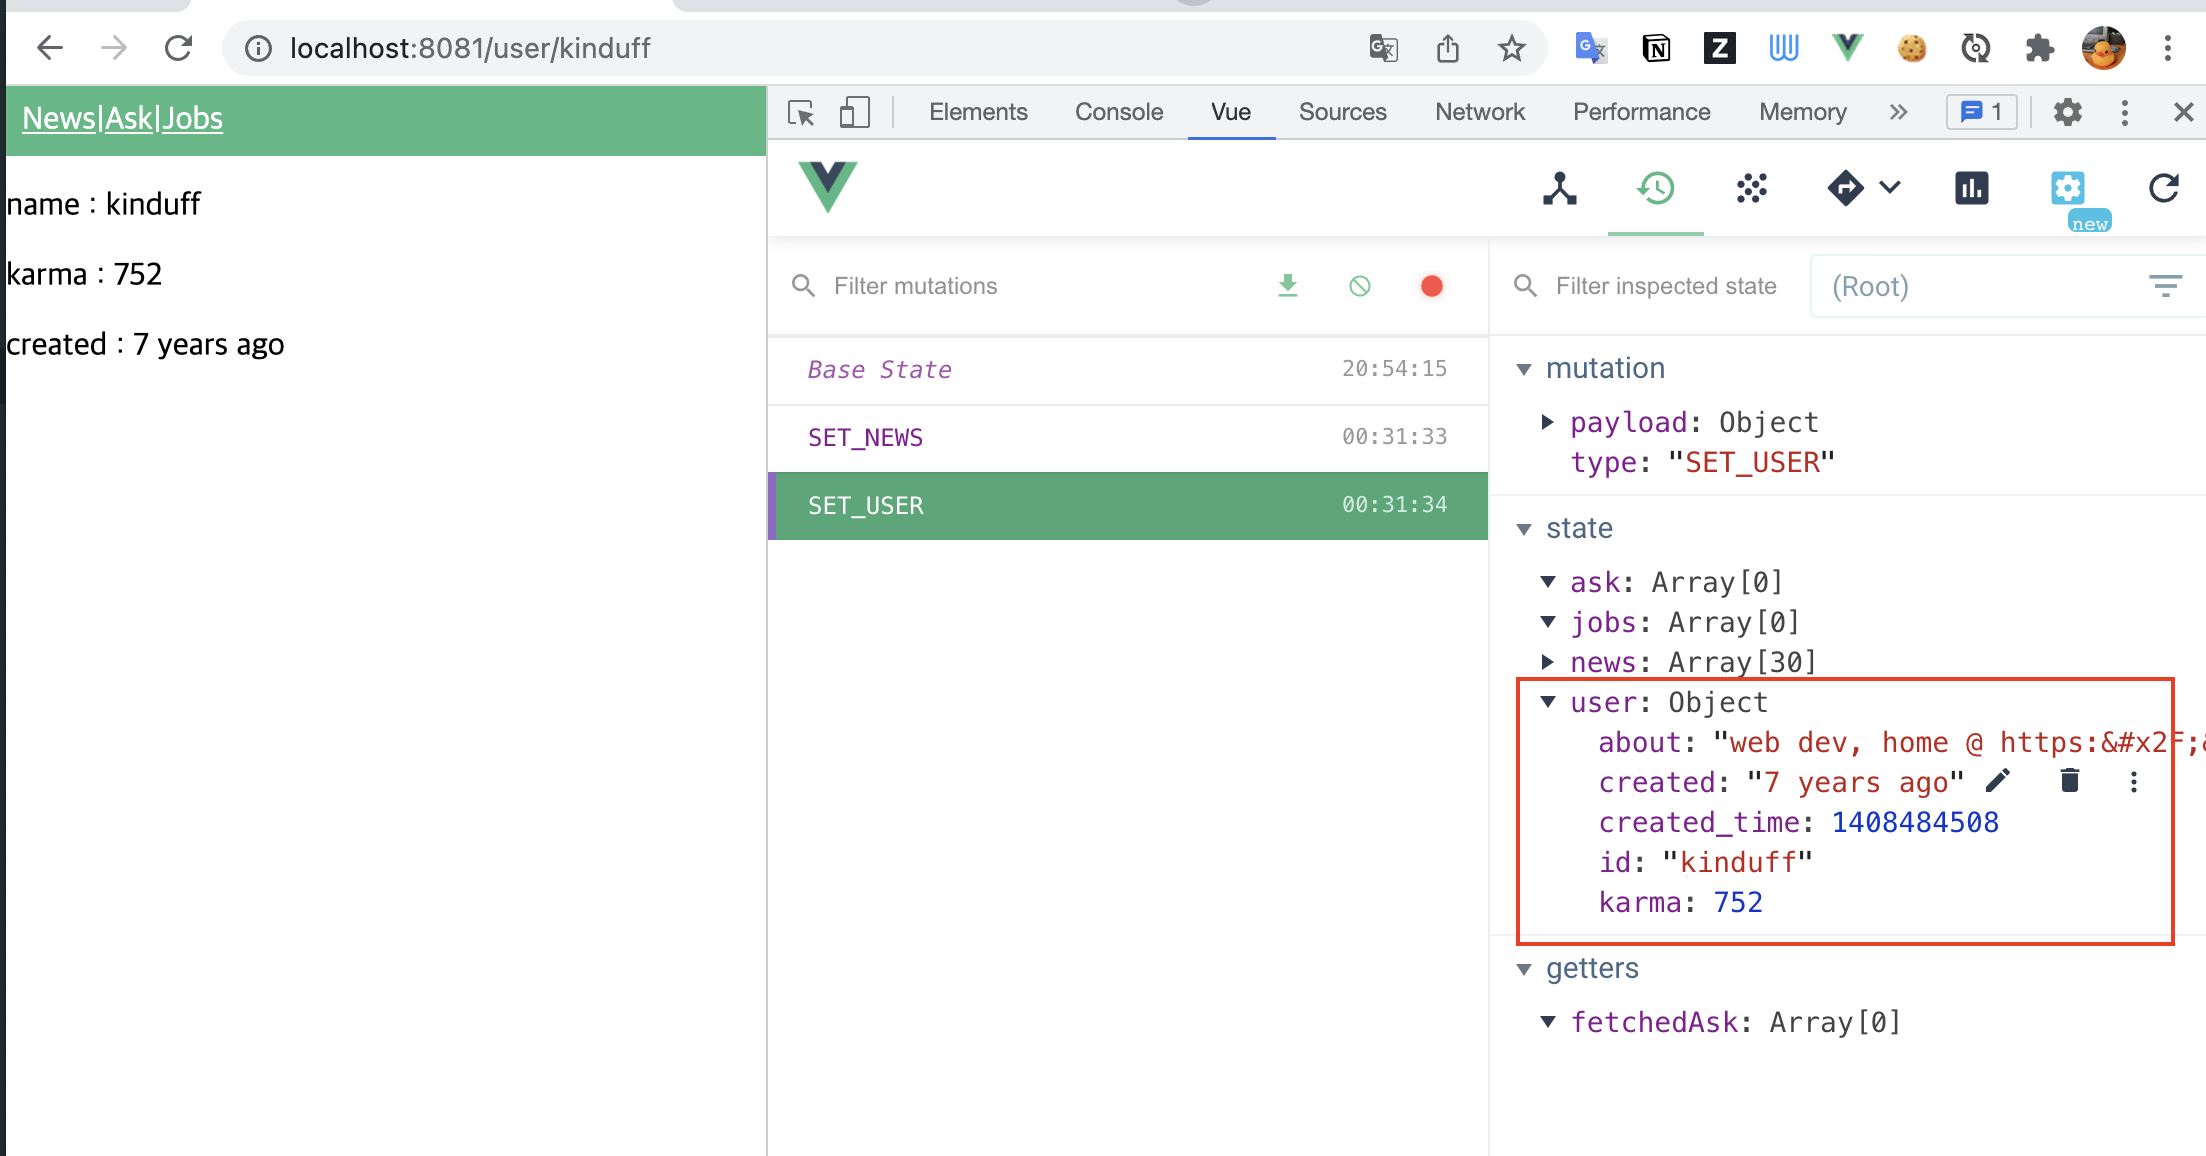 localhost:8081/user/kinduff
News|Ask|Jobs
name : kinduff
karma : 752
created : 7 years ago
Elements Console Vue Sources Network Performance Memory 1
new
Filter mutations
Base State 20:54:15
SET_NEWS 00:31:33
SET_USER 00:31:34
Filter inspected state (Root)
mutation
payload: Object
type: "SET_USER"
state
ask: Array[0]
jobs: Array[0]
news: Array[30]
user: Object
about: "web dev, home @ https:&#x2F;&
created: "7 years ago"
created_time: 1408484508
id: "kinduff"
karma: 752
getters
fetchedAsk: Array[0]